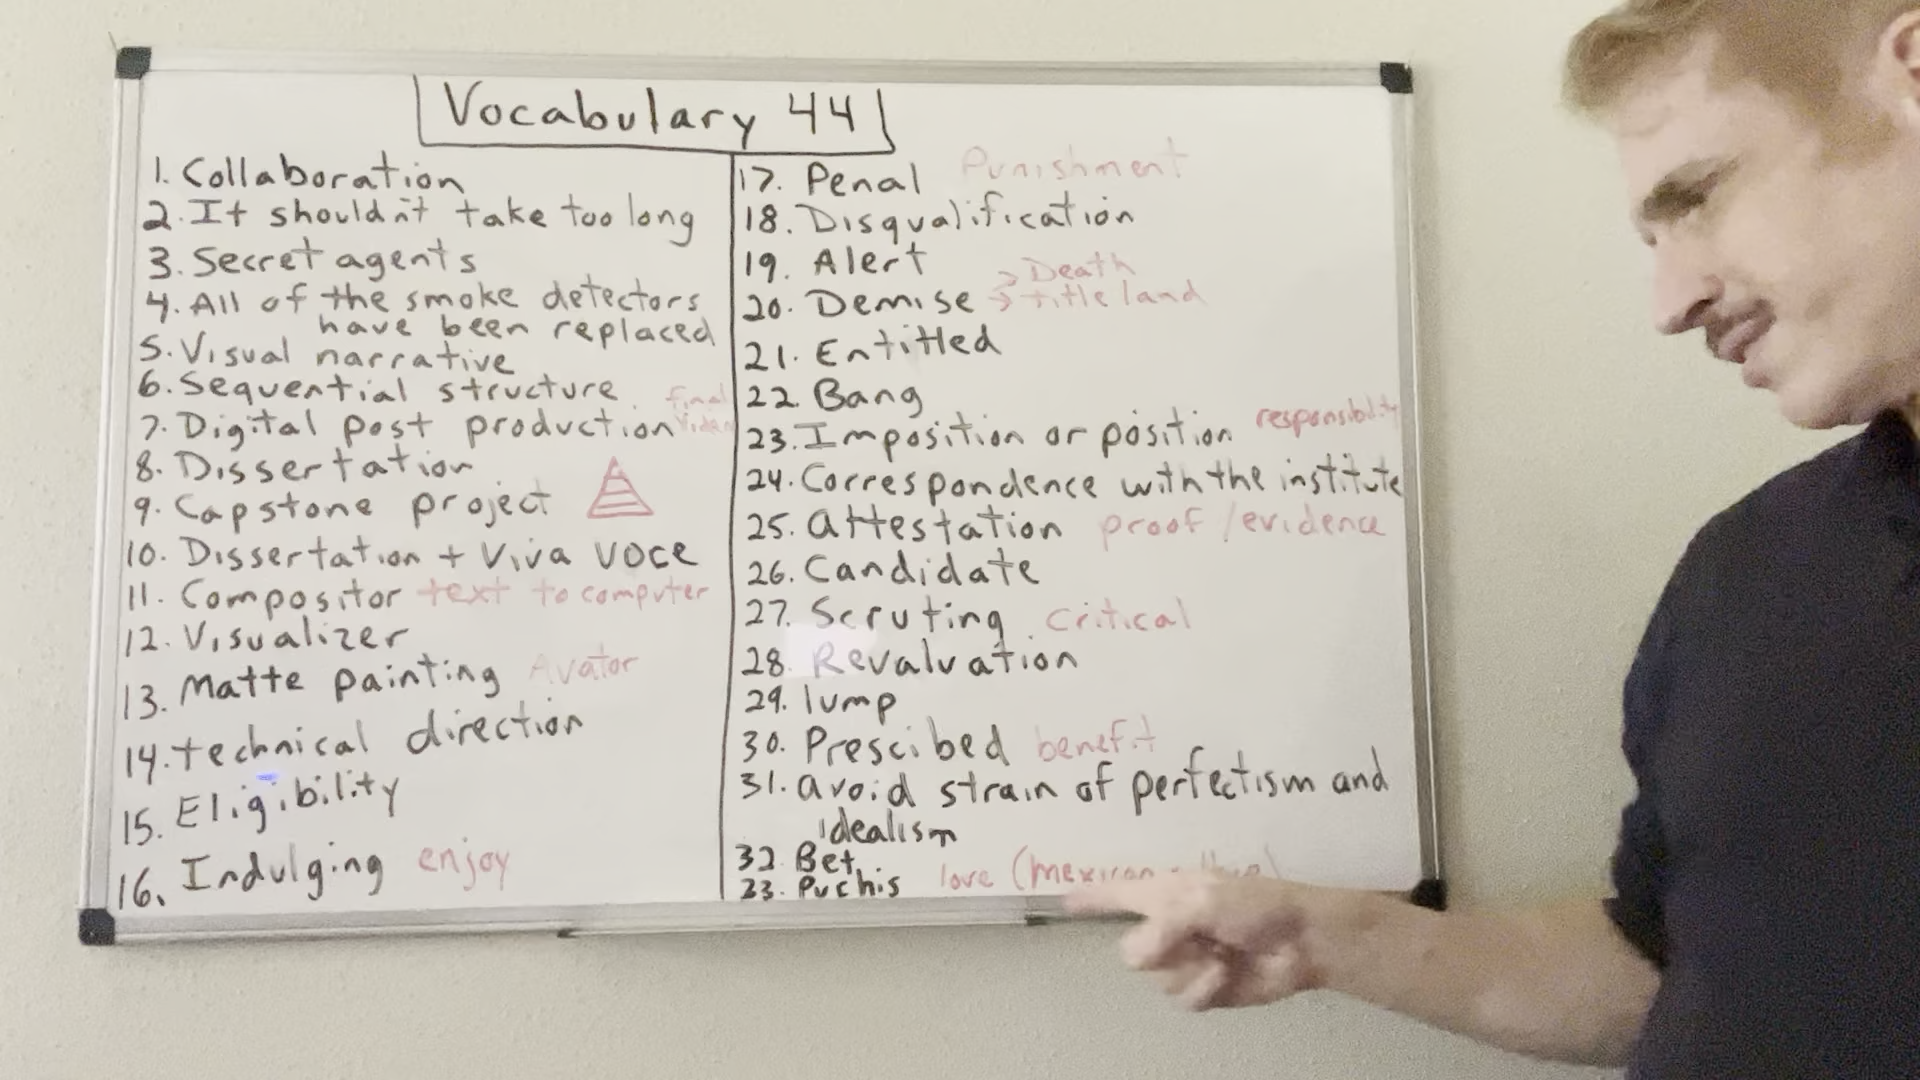 Vocabulary 44
1. Collaboration
2. It shouldn't take too long
3. Secret agents
4. All of the smoke detectors
have been replaced
5. Visual narrative
6. Sequential structure
7. Digital post production final
8. Dissertation
9. Capstone project
10. Dissertation + Viva voce
11. Compositor text to computer
12. Visualizer
13. Matte painting Avator
14. technical direction
15. Eligibility
16. Indulging enjoy
17. Penal Punishment
18. Disqualification
19. Alert
20. Demise → Death
→ title land
21. Entitled
22. Bang
23. Imposition or position responsibility
24. Correspondence with the institute
25. Attestation proof / evidence
26. Candidate
27. Scruting critical
28. Revaluation
29. lump
30. Prescibed benefit
31. avoid strain of perfectism and
idealism
32. Bet
33. Puchis love (mexican